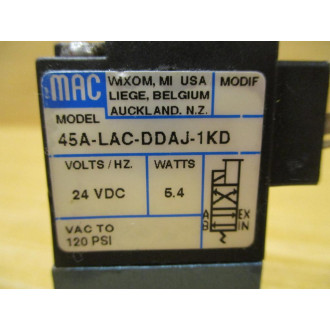 MAC
WIXOM, MI USA
LIEGE, BELGIUM
AUCKLAND. N.Z.
MODIF
MODEL
45A-LAC-DDAJ-1KD
VOLTS/HZ.
WATTS
24 VDC
5.4
A EX
B IN
VAC TO
120 PSI